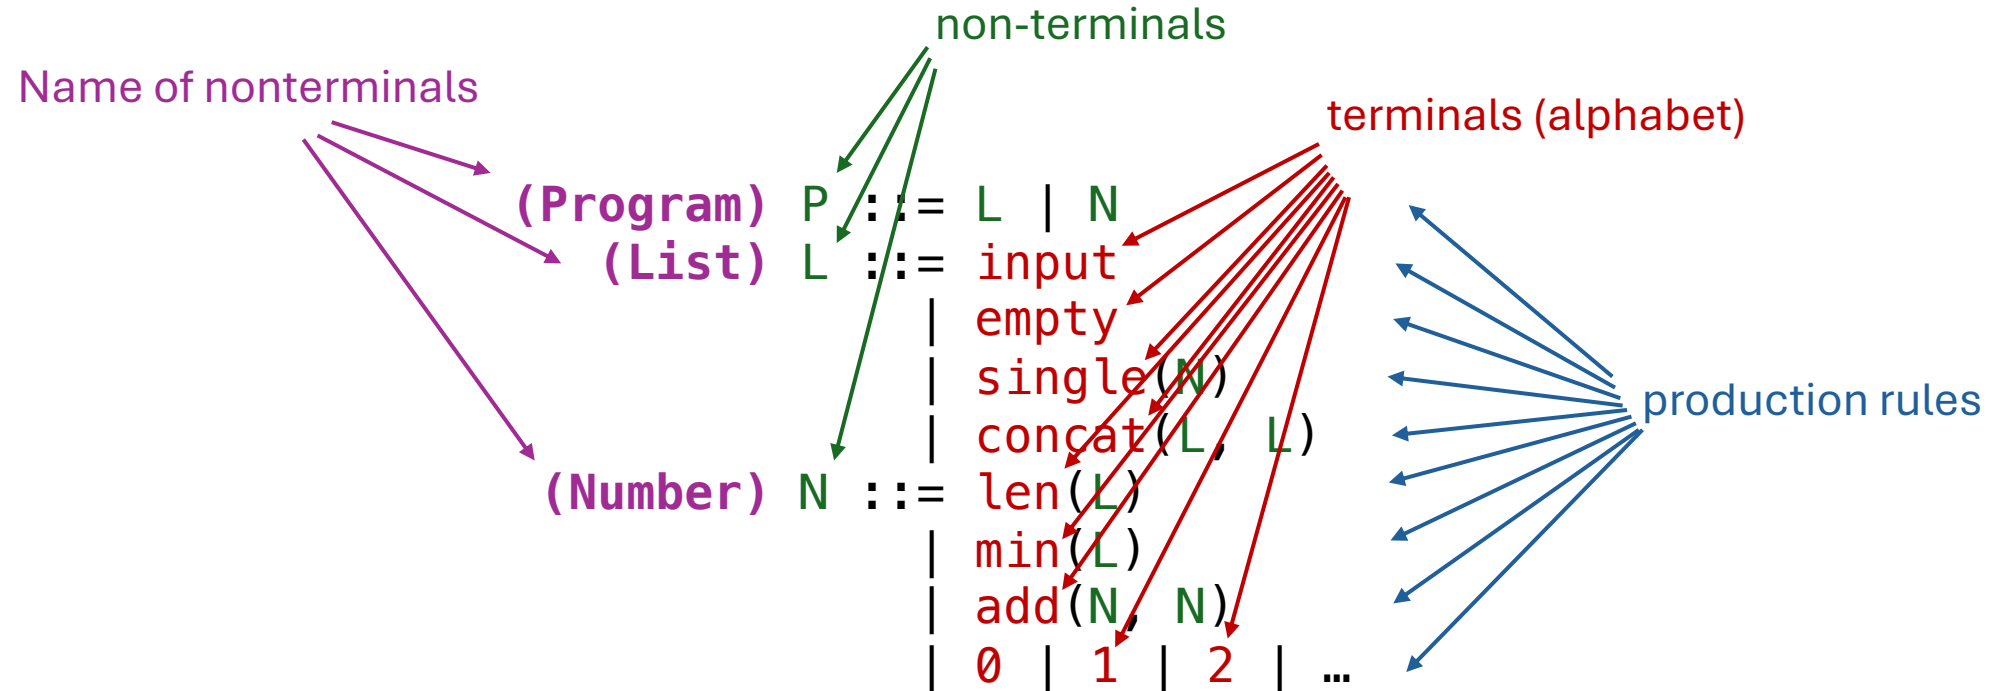 non-terminals
Name of nonterminals
terminals (alphabet)
(Program) P ::= L | N
(List) L ::= input
| empty
| single(N)
production rules
| concat(L, L)
(Number) N ::= len(L)
| min(L)
| add(N, N)
| 0 | 1 | 2 | …